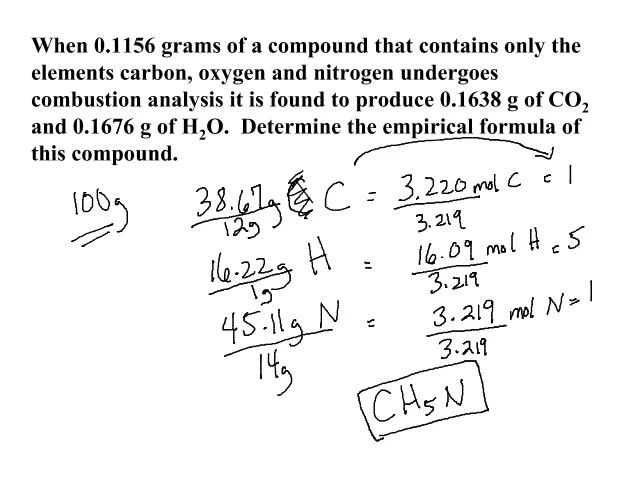 When 0.1156 grams of a compound that contains only the
elements carbon, oxygen and nitrogen undergoes
combustion analysis it is found to produce 0.1638 g of CO₂
and 0.1676 g of H₂O. Determine the empirical formula of
this compound.
100g
38.67g C = 3.220 mol C = 1
12g 3.219
16.22g H = 16.09 mol H = 5
1g 3.219
45.11g N = 3.219 mol N = 1
14g 3.219
CH₅N